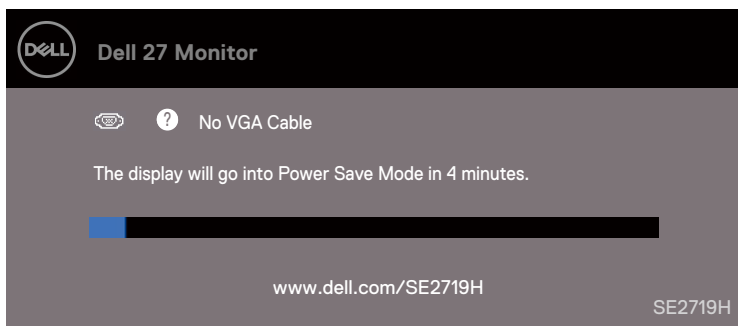 DELL
Dell 27 Monitor
? No VGA Cable
The display will go into Power Save Mode in 4 minutes.
www.dell.com/SE2719H
SE2719H